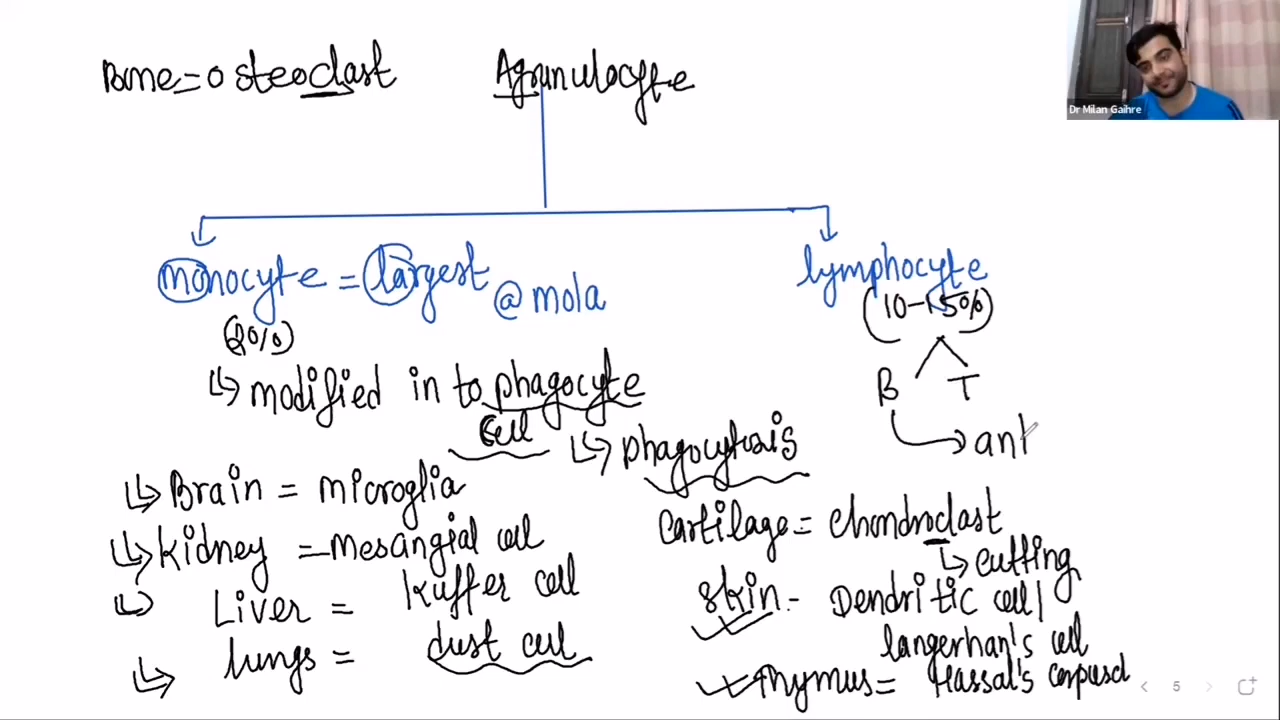 Bone = osteoclast
Agranulocyte
Dr Milan Gaihre
monocyte = largest @ mola
lymphocyte
(10-15%)
B T
ant
modified in to phagocyte
cell
phagocytosis
Brain = microglia
Kidney = mesangial cell
Liver = Kuffer cell
lungs = dust cell
Cartilage = chondroclast
cutting
skin - Dendritic cell/
langerhan's cell
Thymus = Hassal's corpuscl
5